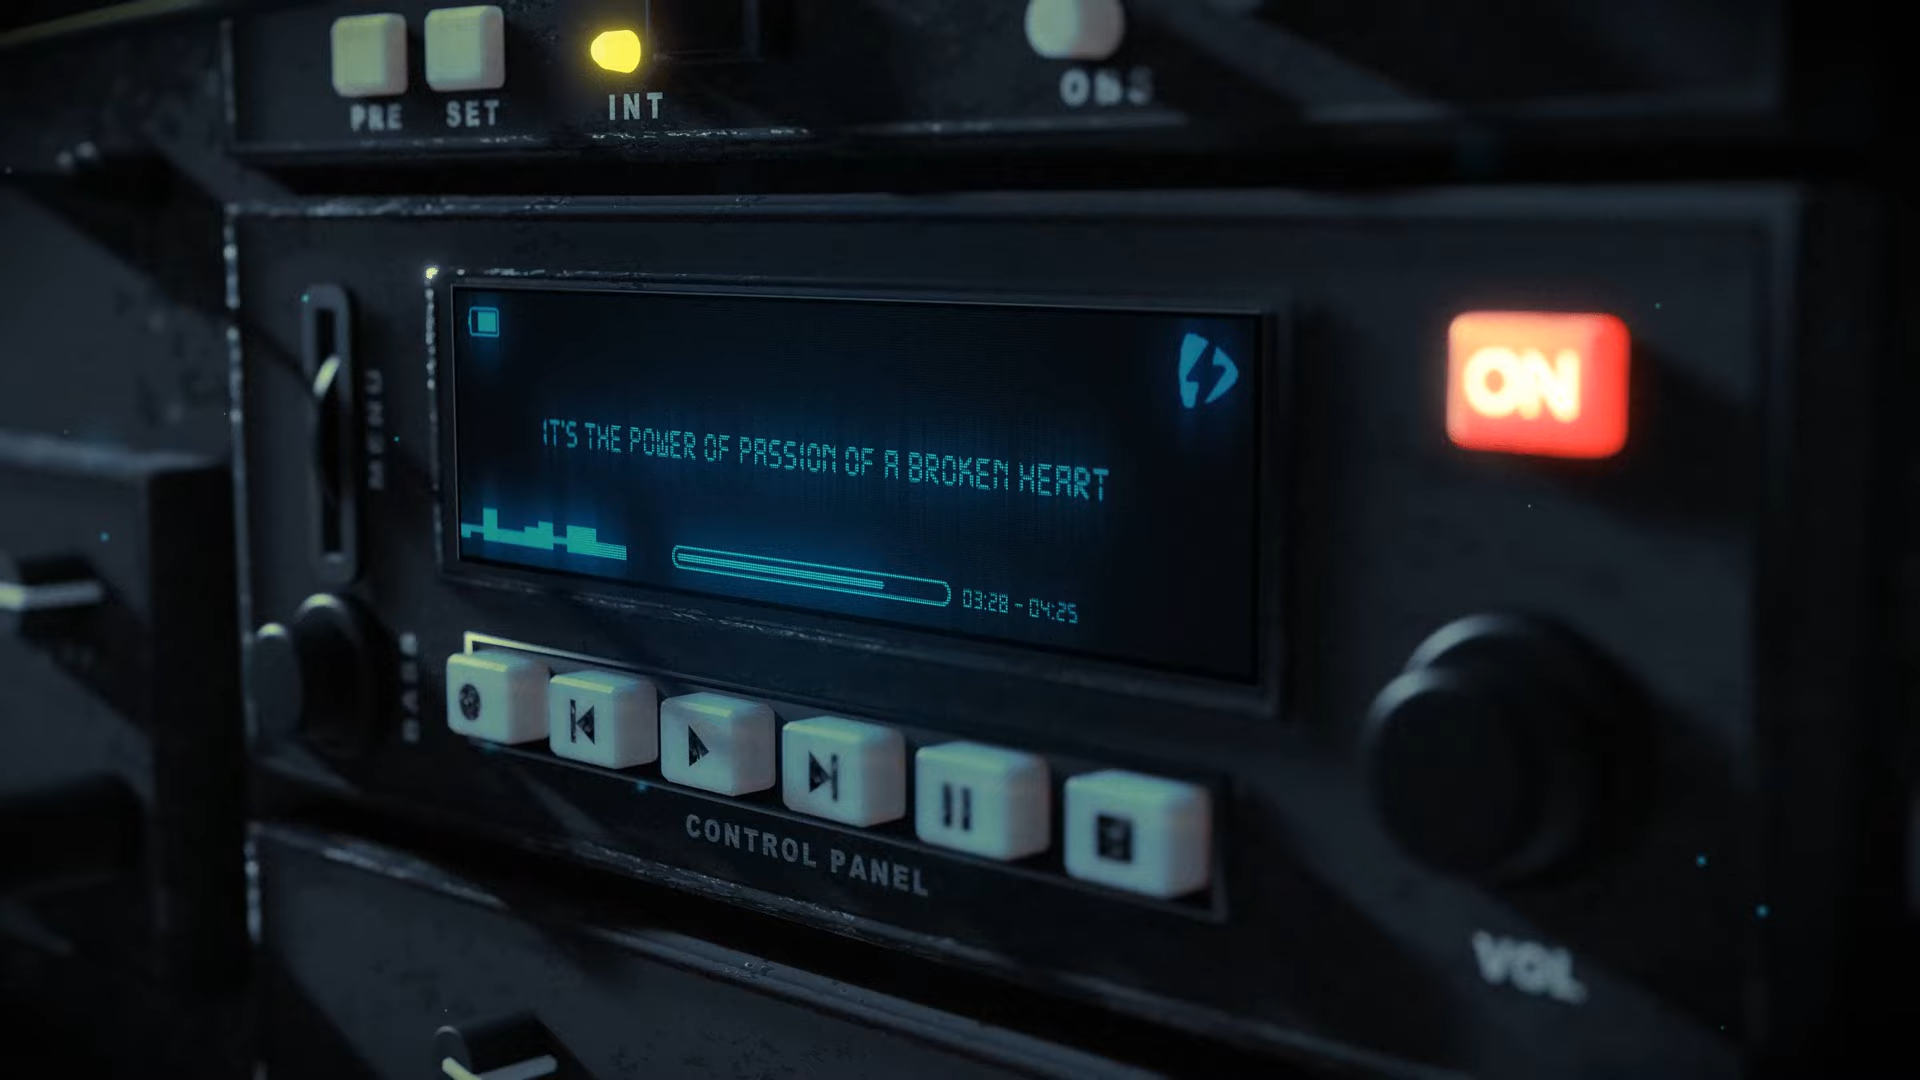 PRE
SET
INT
MENU
ON
IT'S THE POWER OF PASSION OF A BROKEN HEART
03:28 - 04:25
BASS
CONTROL PANEL
VOL